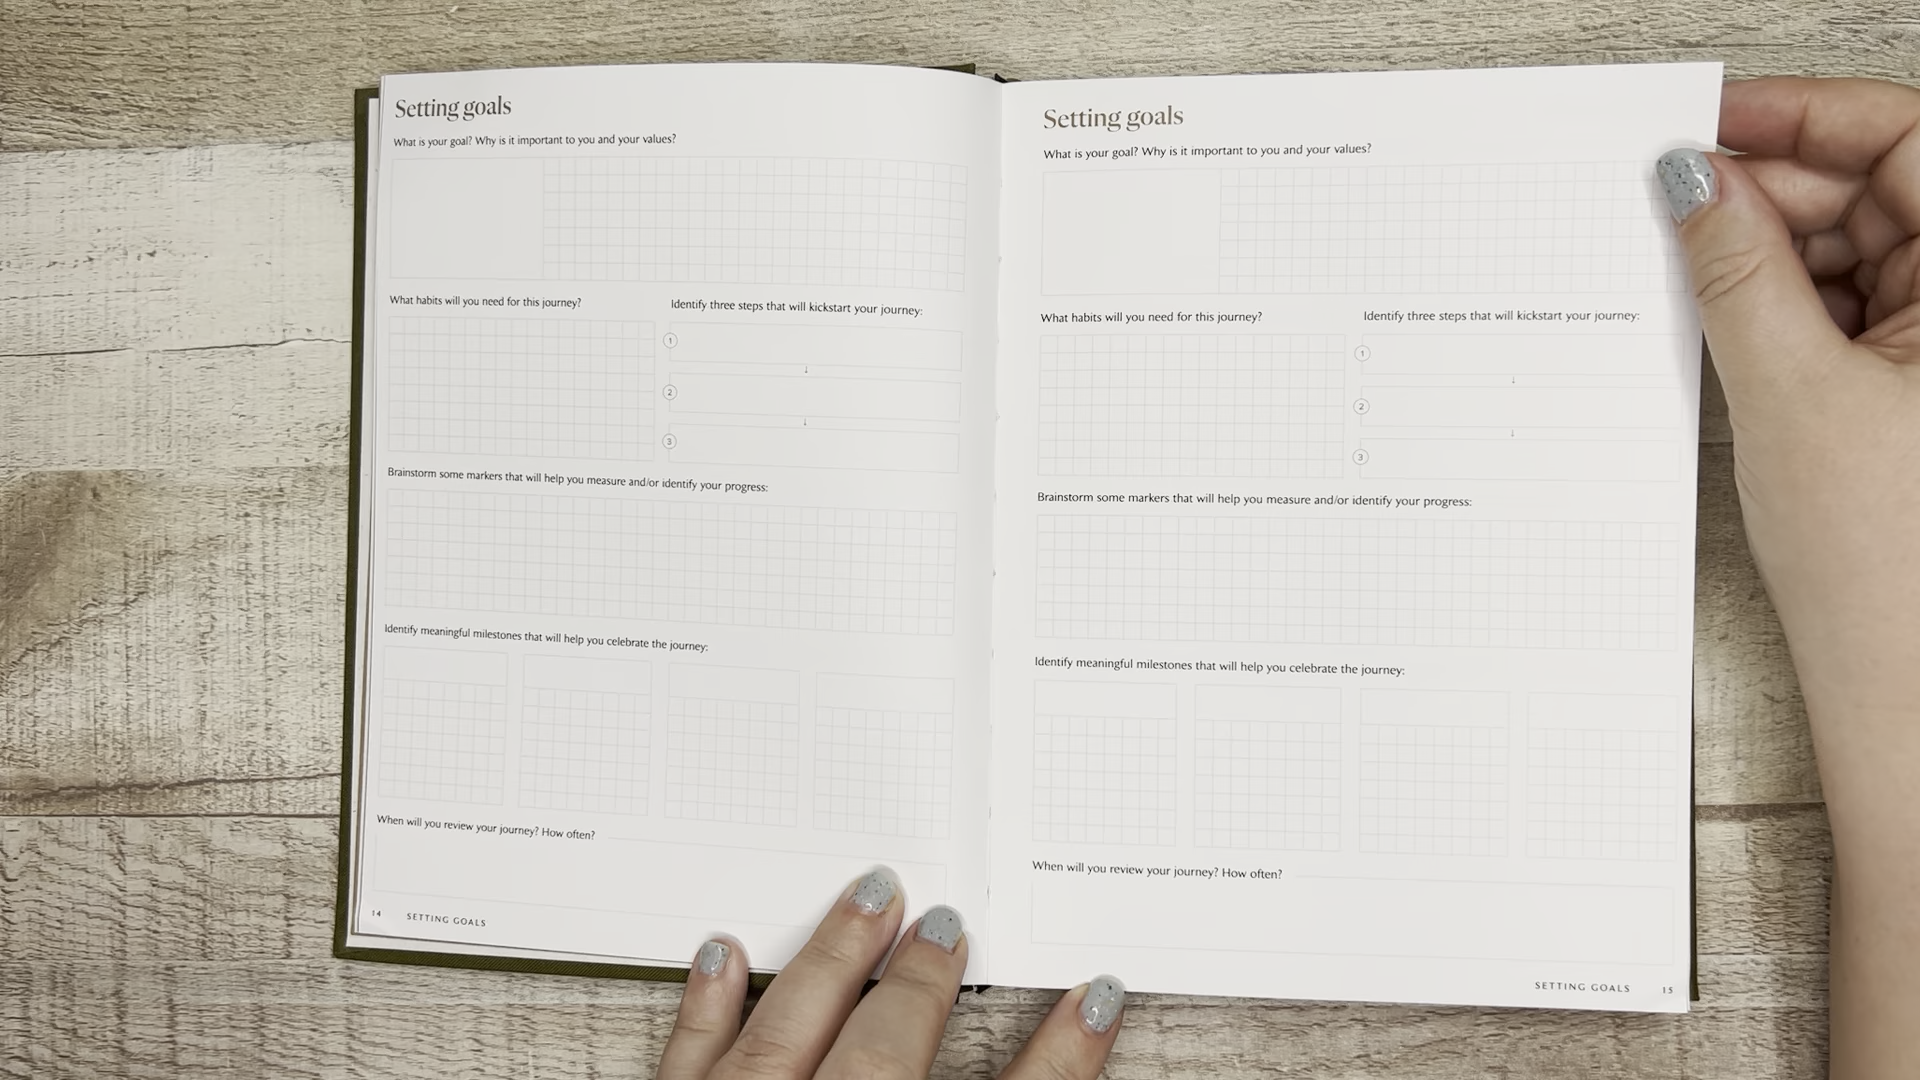 Setting goals
What is your goal? Why is it important to you and your values?
What habits will you need for this journey?
Identify three steps that will kickstart your journey:
1
↓
2
↓
3
Brainstorm some markers that will help you measure and/or identify your progress:
Identify meaningful milestones that will help you celebrate the journey:
When will you review your journey? How often?
14 SETTING GOALS
Setting goals
What is your goal? Why is it important to you and your values?
What habits will you need for this journey?
Identify three steps that will kickstart your journey:
1
↓
2
↓
3
Brainstorm some markers that will help you measure and/or identify your progress:
Identify meaningful milestones that will help you celebrate the journey:
When will you review your journey? How often?
SETTING GOALS 15